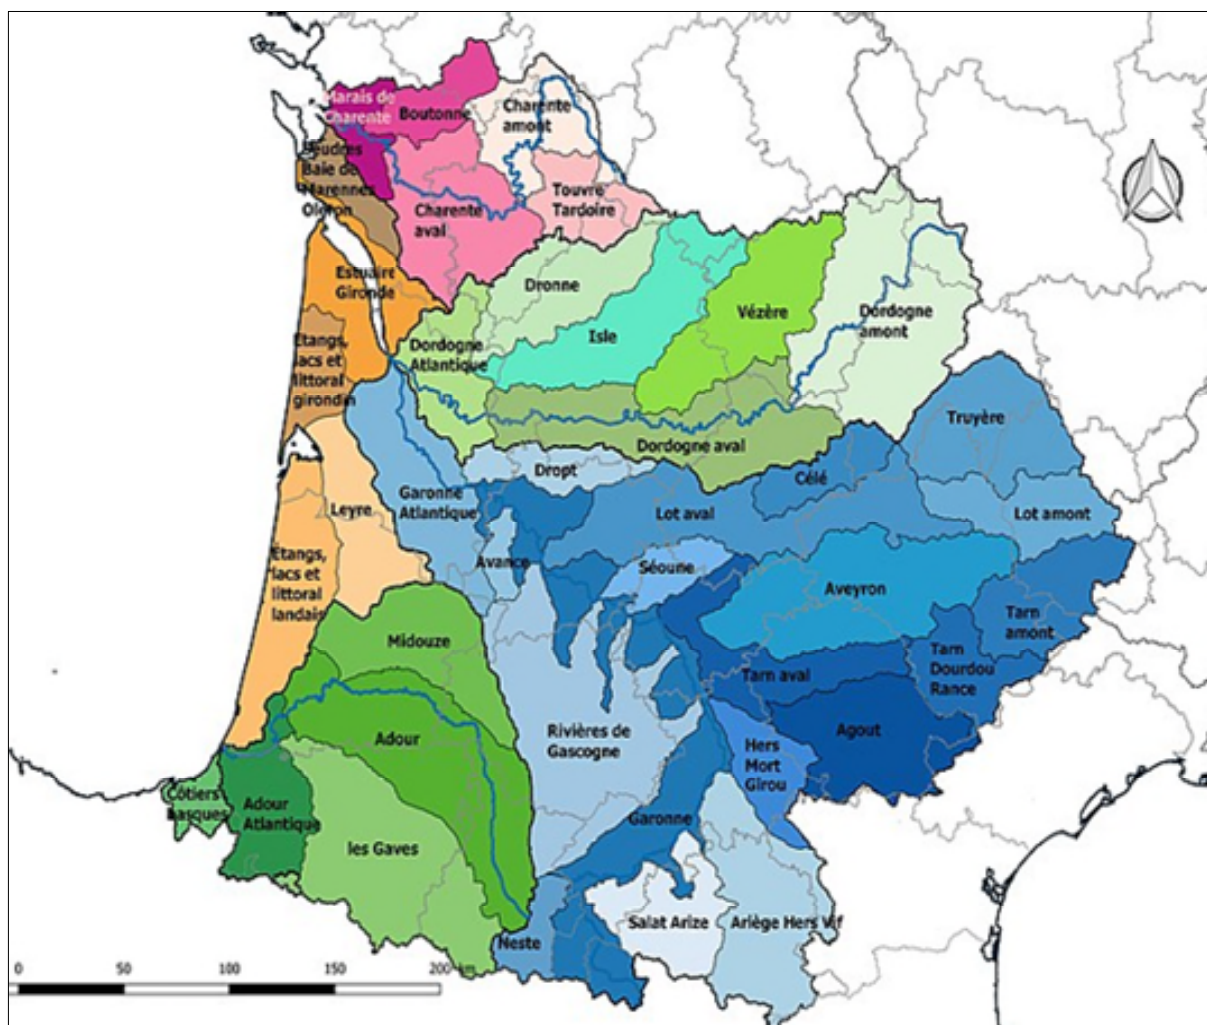 Marais de
Charente
Boutonne
Charente
amont
Baie de
Marennes
Oléron
Touvre
Tardoire
Charente
aval
Estuaire
Gironde
Dronne
Isle
Vézère
Dordogne
amont
Dordogne
Atlantique
Etangs,
lacs et
littoral
girondin
Dordogne aval
Truyère
Dropt
Célé
Lot aval
Lot amont
Garonne
Atlantique
Leyre
Avance
Séoune
Aveyron
Étangs,
lacs et
littoral
landais
Midouze
Tarn
amont
Tarn
Dourdou
Rance
Tarn aval
Adour
Rivières de
Gascogne
Agout
Hers
Mort
Girou
Côtiers
basques
Adour
Atlantique
Garonne
les Gaves
Salat Arize
Ariège Hers Vif
Neste
0 50 100 150 200 km